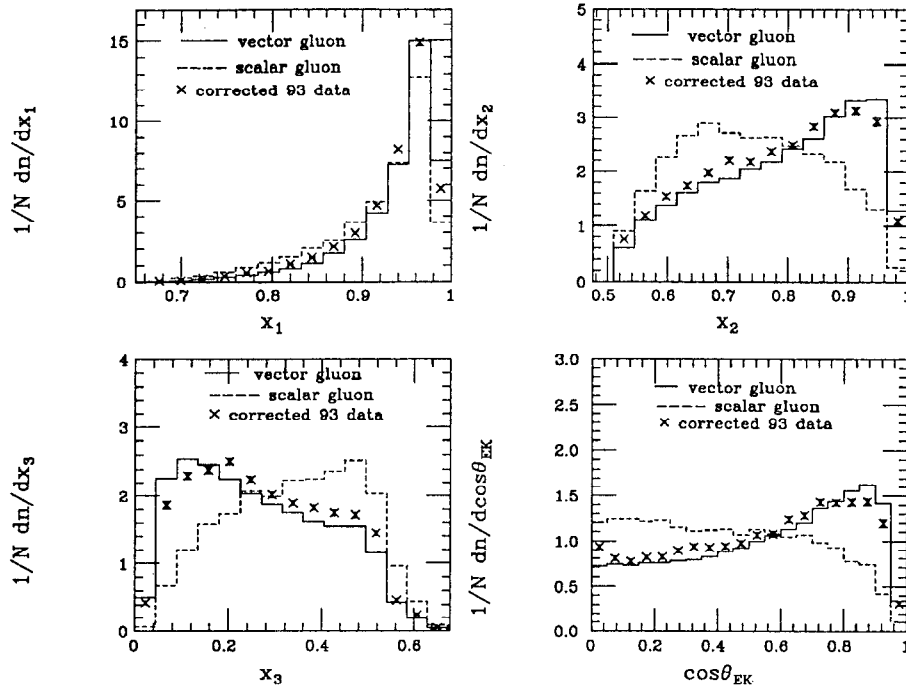 vector gluon
scalar gluon
corrected 93 data
1/N dn/dx1
15
10
5
0
0.7
0.8
0.9
1
x1
vector gluon
scalar gluon
corrected 93 data
1/N dn/dx2
5
4
3
2
1
0
0.5
0.6
0.7
0.8
0.9
1
x2
vector gluon
scalar gluon
corrected 93 data
1/N dn/dx3
4
3
2
1
0
0
0.2
0.4
0.6
x3
vector gluon
scalar gluon
corrected 93 data
1/N dn/dcosθEK
3.0
2.5
2.0
1.5
1.0
0.5
0.0
0
0.2
0.4
0.6
0.8
1
cosθEK